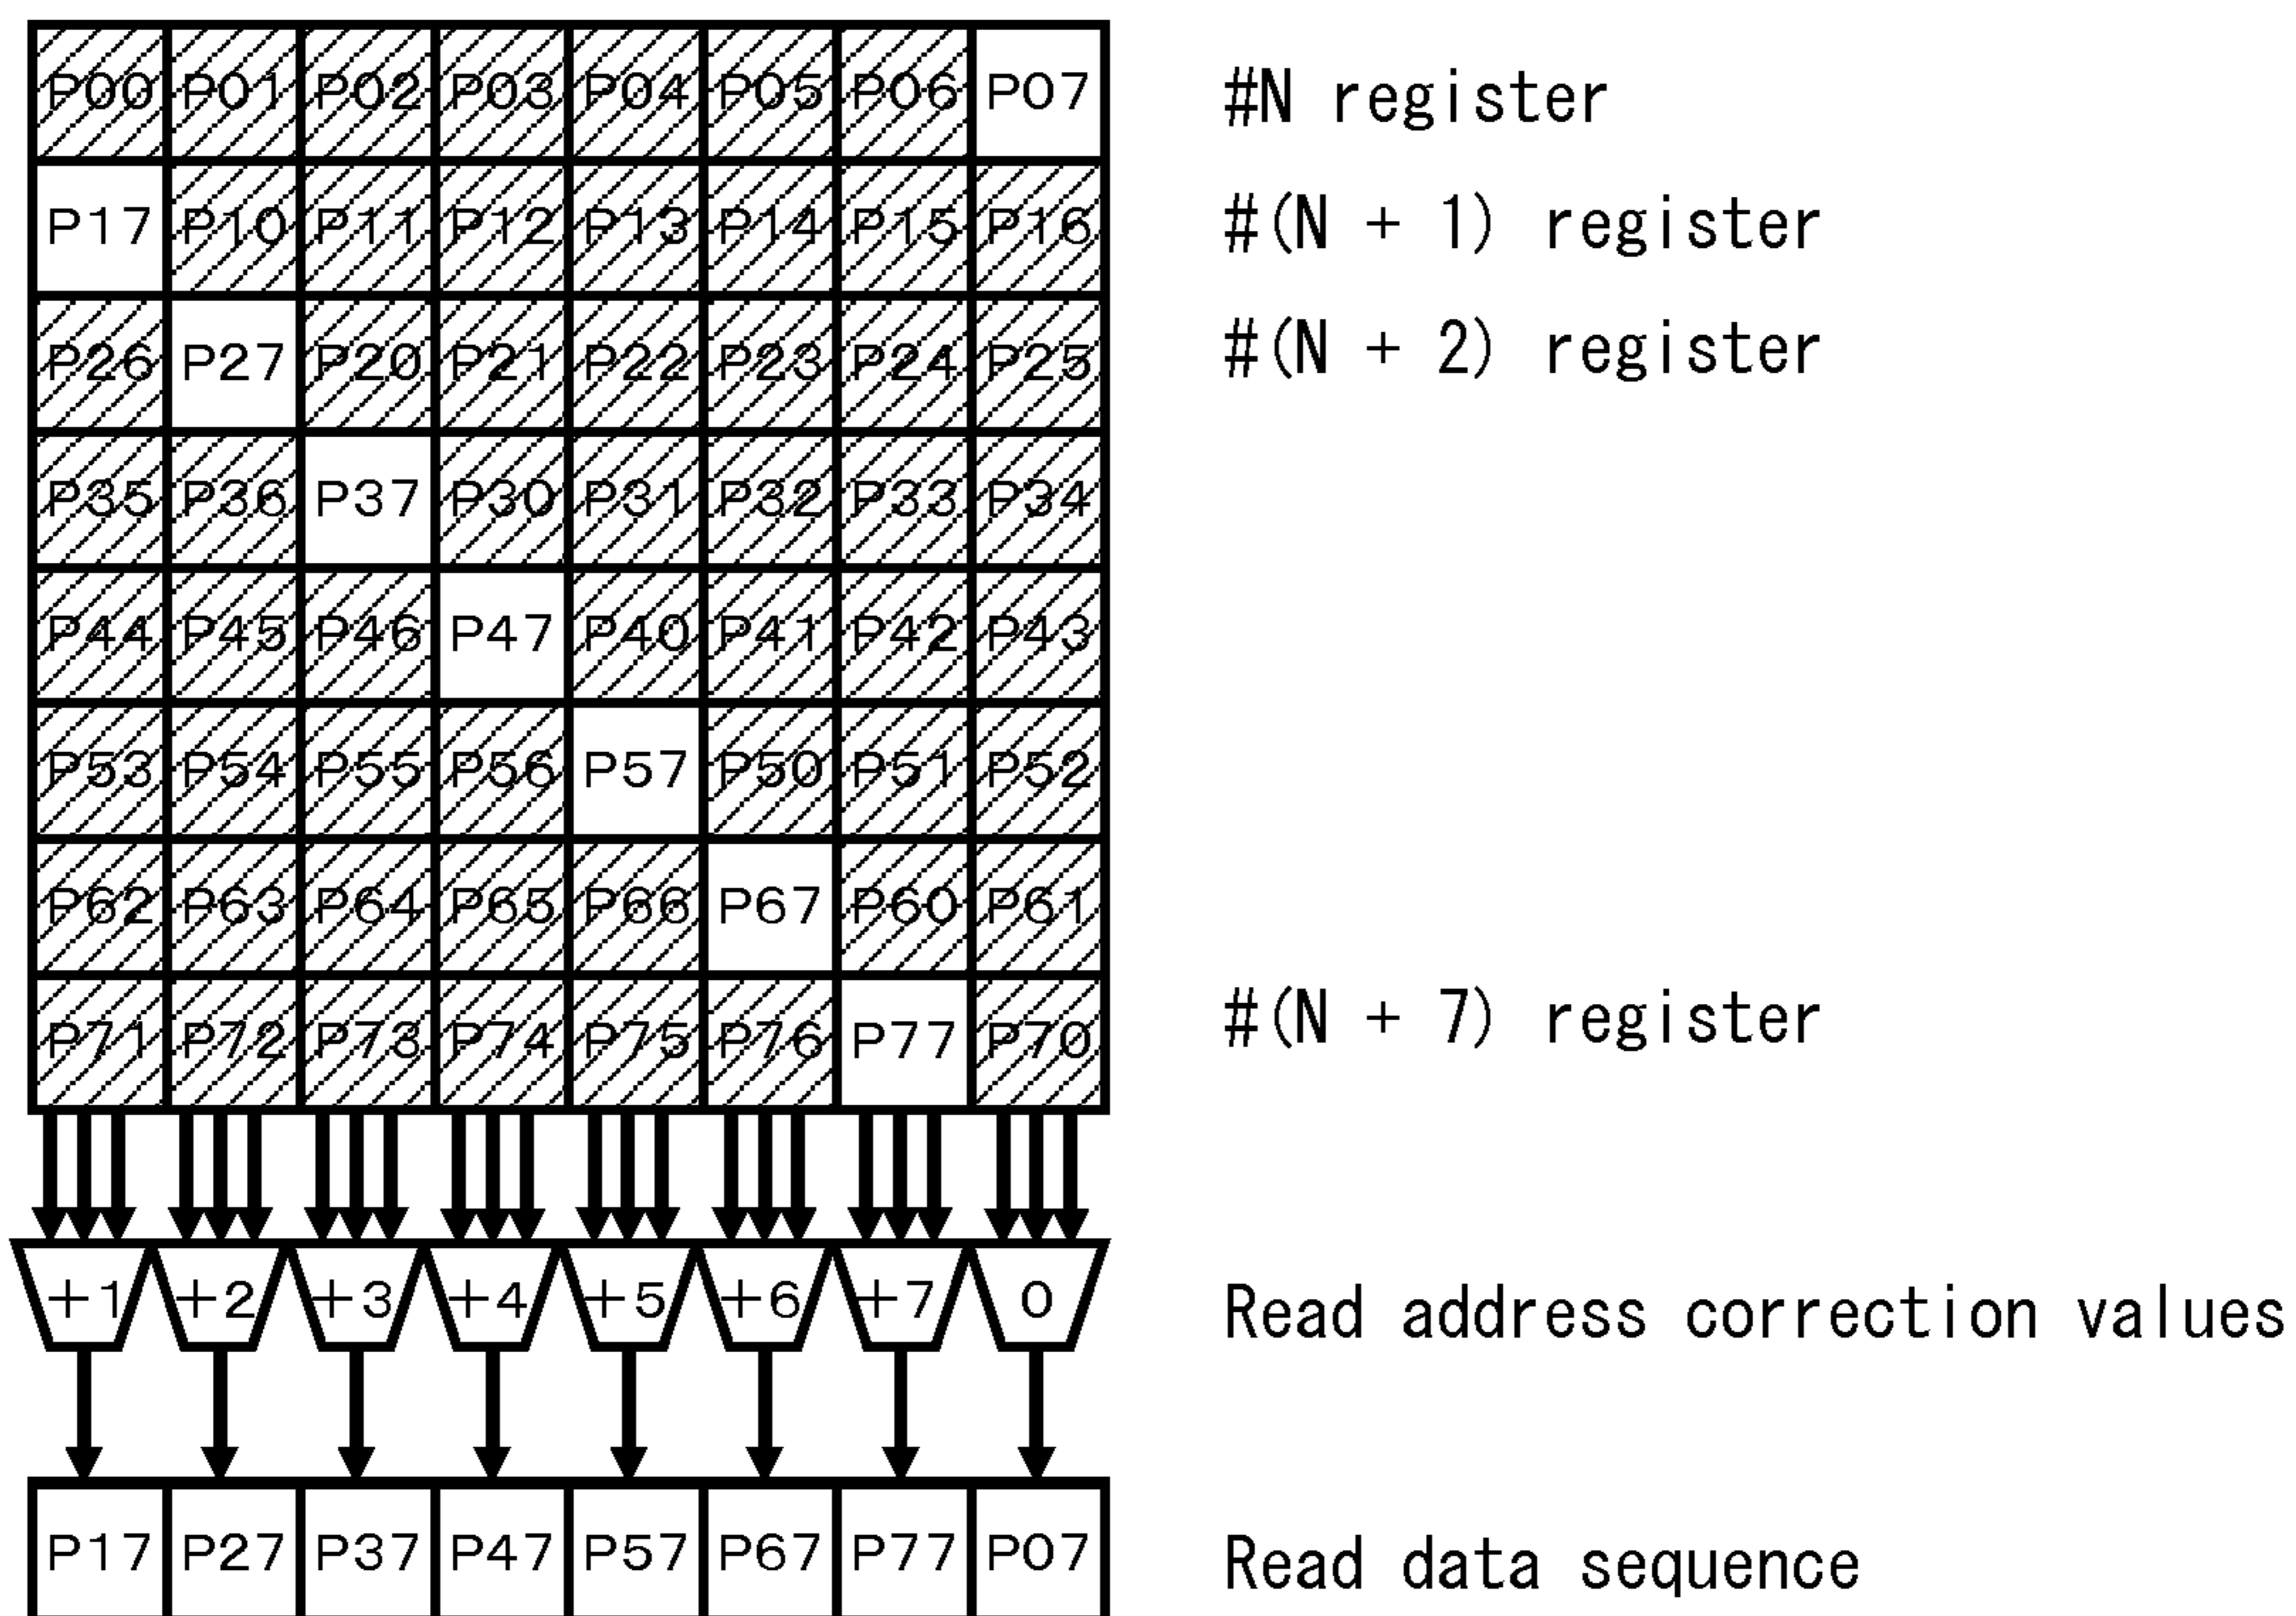 P00 P01 P02 P03 P04 P05 P06 P07 #N register
P17 P10 P11 P12 P13 P14 P15 P16 #(N + 1) register
P26 P27 P20 P21 P22 P23 P24 P25 #(N + 2) register
P35 P36 P37 P30 P31 P32 P33 P34
P44 P45 P46 P47 P40 P41 P42 P43
P53 P54 P55 P56 P57 P50 P51 P52
P62 P63 P64 P65 P66 P67 P60 P61
P71 P72 P73 P74 P75 P76 P77 P70 #(N + 7) register
+1 +2 +3 +4 +5 +6 +7 0 Read address correction values
P17 P27 P37 P47 P57 P67 P77 P07 Read data sequence